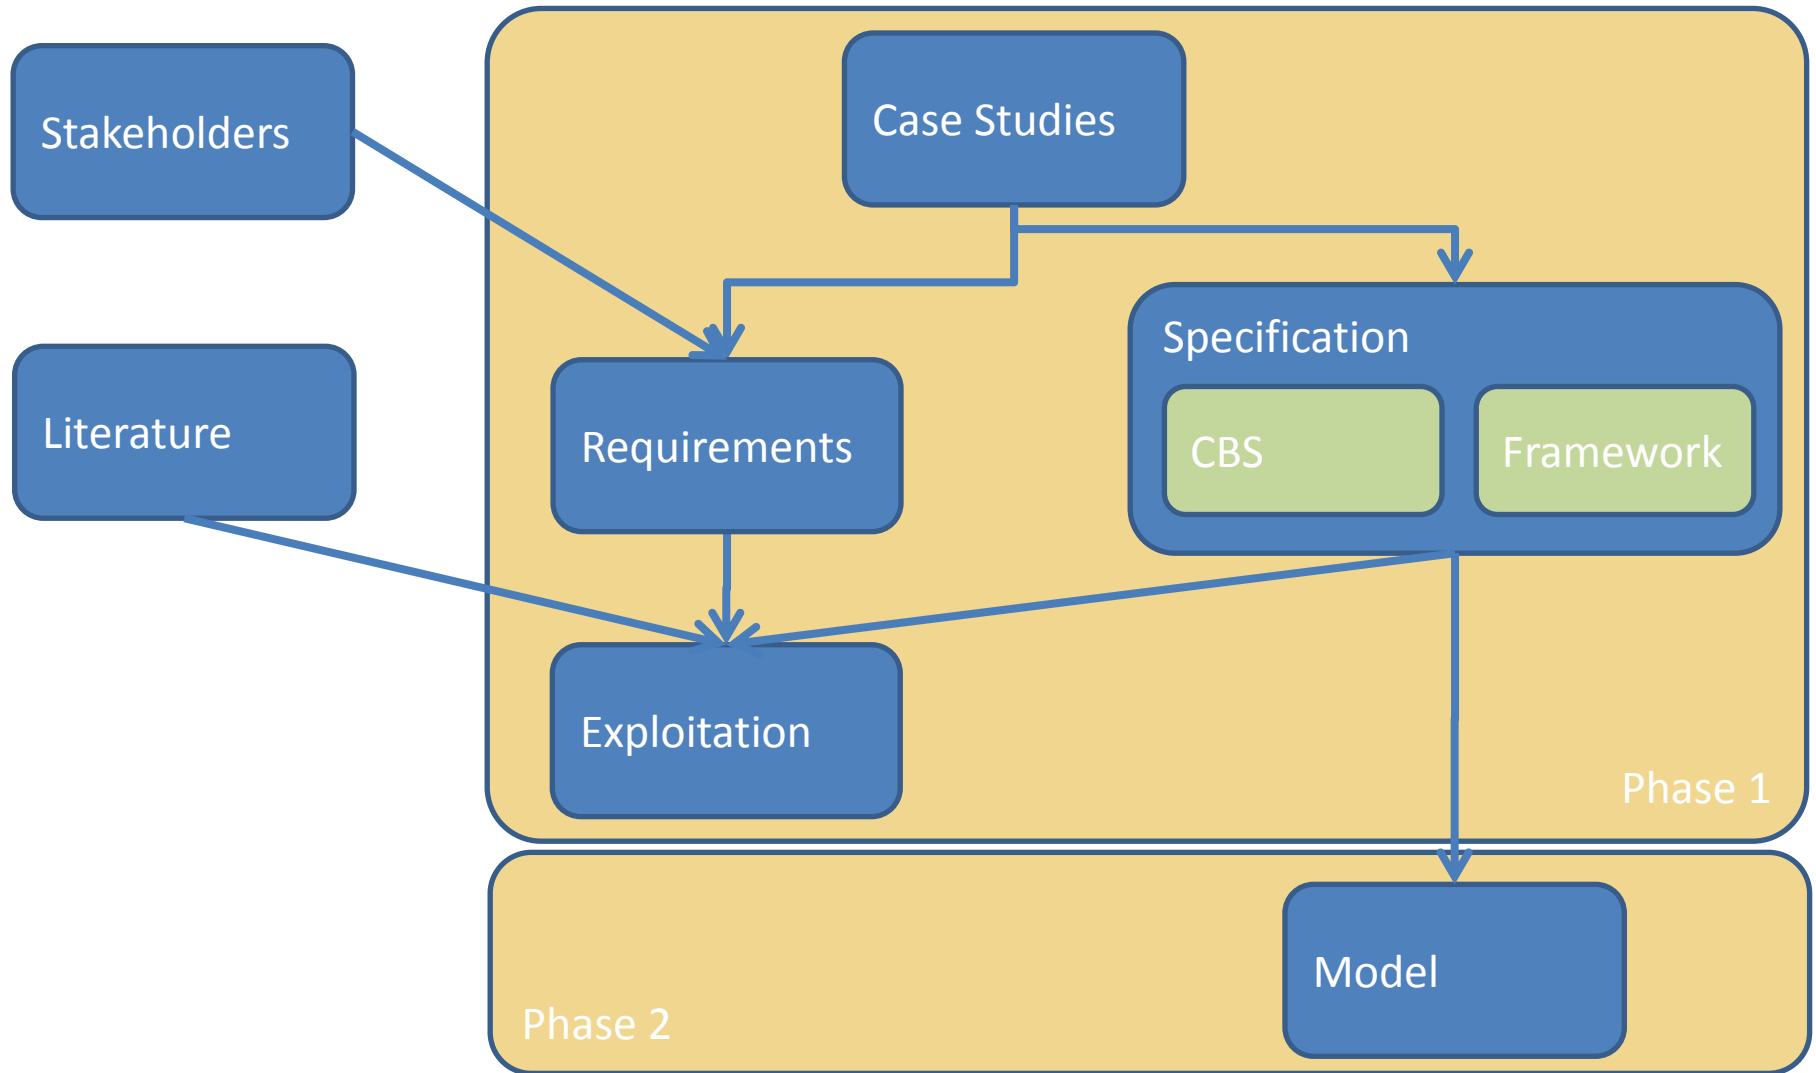 Stakeholders
Case Studies
Specification
Literature
Requirements
CBS
Framework
Exploitation
Phase 1
Model
Phase 2